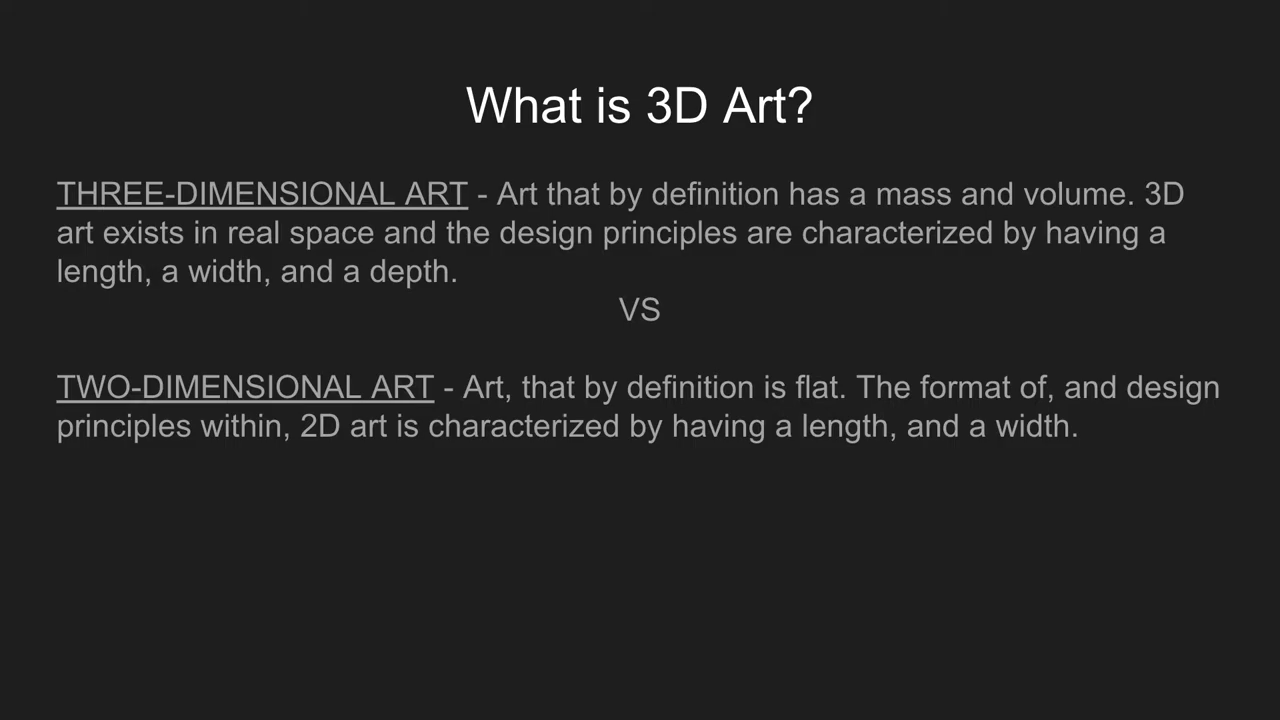 What is 3D Art?
THREE-DIMENSIONAL ART - Art that by definition has a mass and volume. 3D
art exists in real space and the design principles are characterized by having a
length, a width, and a depth.
VS
TWO-DIMENSIONAL ART - Art, that by definition is flat. The format of, and design
principles within, 2D art is characterized by having a length, and a width.